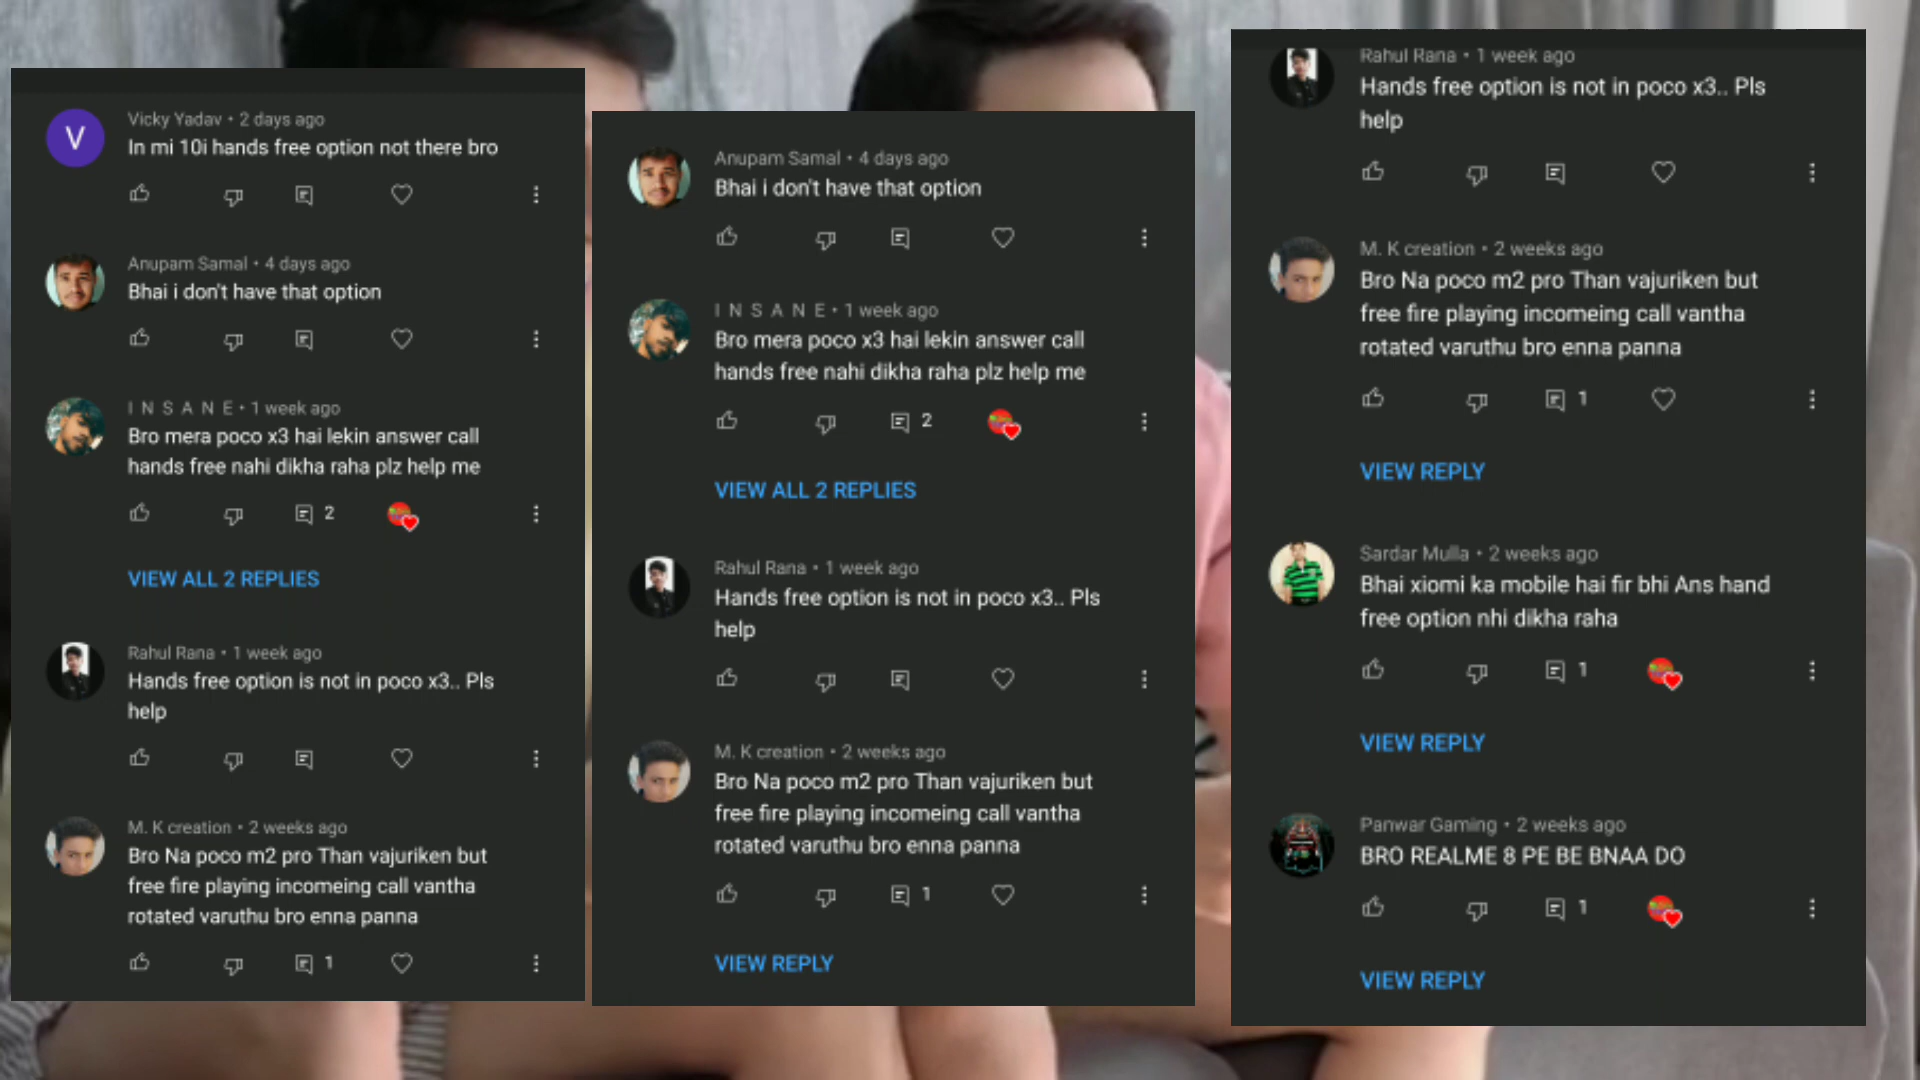 V
Vicky Yadav • 2 days ago
In mi 10i hands free option not there bro
Anupam Samal • 4 days ago
Bhai i don't have that option
I N S A N E • 1 week ago
Bro mera poco x3 hai lekin answer call
hands free nahi dikha raha plz help me
2
VIEW ALL 2 REPLIES
Rahul Rana • 1 week ago
Hands free option is not in poco x3.. Pls
help
M. K creation • 2 weeks ago
Bro Na poco m2 pro Than vajuriken but
free fire playing incomeing call vantha
rotated varuthu bro enna panna
1
Anupam Samal • 4 days ago
Bhai i don't have that option
I N S A N E • 1 week ago
Bro mera poco x3 hai lekin answer call
hands free nahi dikha raha plz help me
2
VIEW ALL 2 REPLIES
Rahul Rana • 1 week ago
Hands free option is not in poco x3.. Pls
help
M. K creation • 2 weeks ago
Bro Na poco m2 pro Than vajuriken but
free fire playing incomeing call vantha
rotated varuthu bro enna panna
1
VIEW REPLY
Rahul Rana • 1 week ago
Hands free option is not in poco x3.. Pls
help
M. K creation • 2 weeks ago
Bro Na poco m2 pro Than vajuriken but
free fire playing incomeing call vantha
rotated varuthu bro enna panna
1
VIEW REPLY
Sardar Mulla • 2 weeks ago
Bhai xiomi ka mobile hai fir bhi Ans hand
free option nhi dikha raha
1
VIEW REPLY
Panwar Gaming • 2 weeks ago
BRO REALME 8 PE BE BNAA DO
1
VIEW REPLY